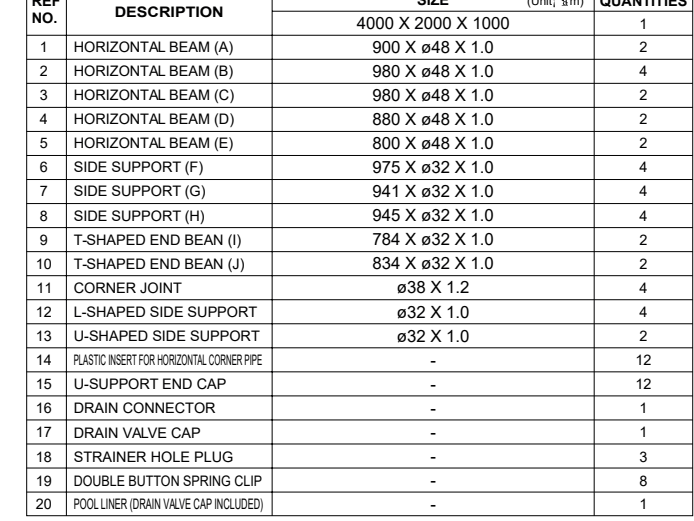 REF NO. DESCRIPTION SIZE QUANTITIES
4000 X 2000 X 1000 1
1 HORIZONTAL BEAM (A) 900 X ø48 X 1.0 2
2 HORIZONTAL BEAM (B) 980 X ø48 X 1.0 4
3 HORIZONTAL BEAM (C) 980 X ø48 X 1.0 2
4 HORIZONTAL BEAM (D) 880 X ø48 X 1.0 2
5 HORIZONTAL BEAM (E) 800 X ø48 X 1.0 2
6 SIDE SUPPORT (F) 975 X ø32 X 1.0 4
7 SIDE SUPPORT (G) 941 X ø32 X 1.0 4
8 SIDE SUPPORT (H) 945 X ø32 X 1.0 4
9 T-SHAPED END BEAN (I) 784 X ø32 X 1.0 2
10 T-SHAPED END BEAN (J) 834 X ø32 X 1.0 2
11 CORNER JOINT ø38 X 1.2 4
12 L-SHAPED SIDE SUPPORT ø32 X 1.0 4
13 U-SHAPED SIDE SUPPORT ø32 X 1.0 2
14 PLASTIC INSERT FOR HORIZONTAL CORNER PIPE - 12
15 U-SUPPORT END CAP - 12
16 DRAIN CONNECTOR - 1
17 DRAIN VALVE CAP - 1
18 STRAINER HOLE PLUG - 3
19 DOUBLE BUTTON SPRING CLIP - 8
20 POOL LINER (DRAIN VALVE CAP INCLUDED) - 1